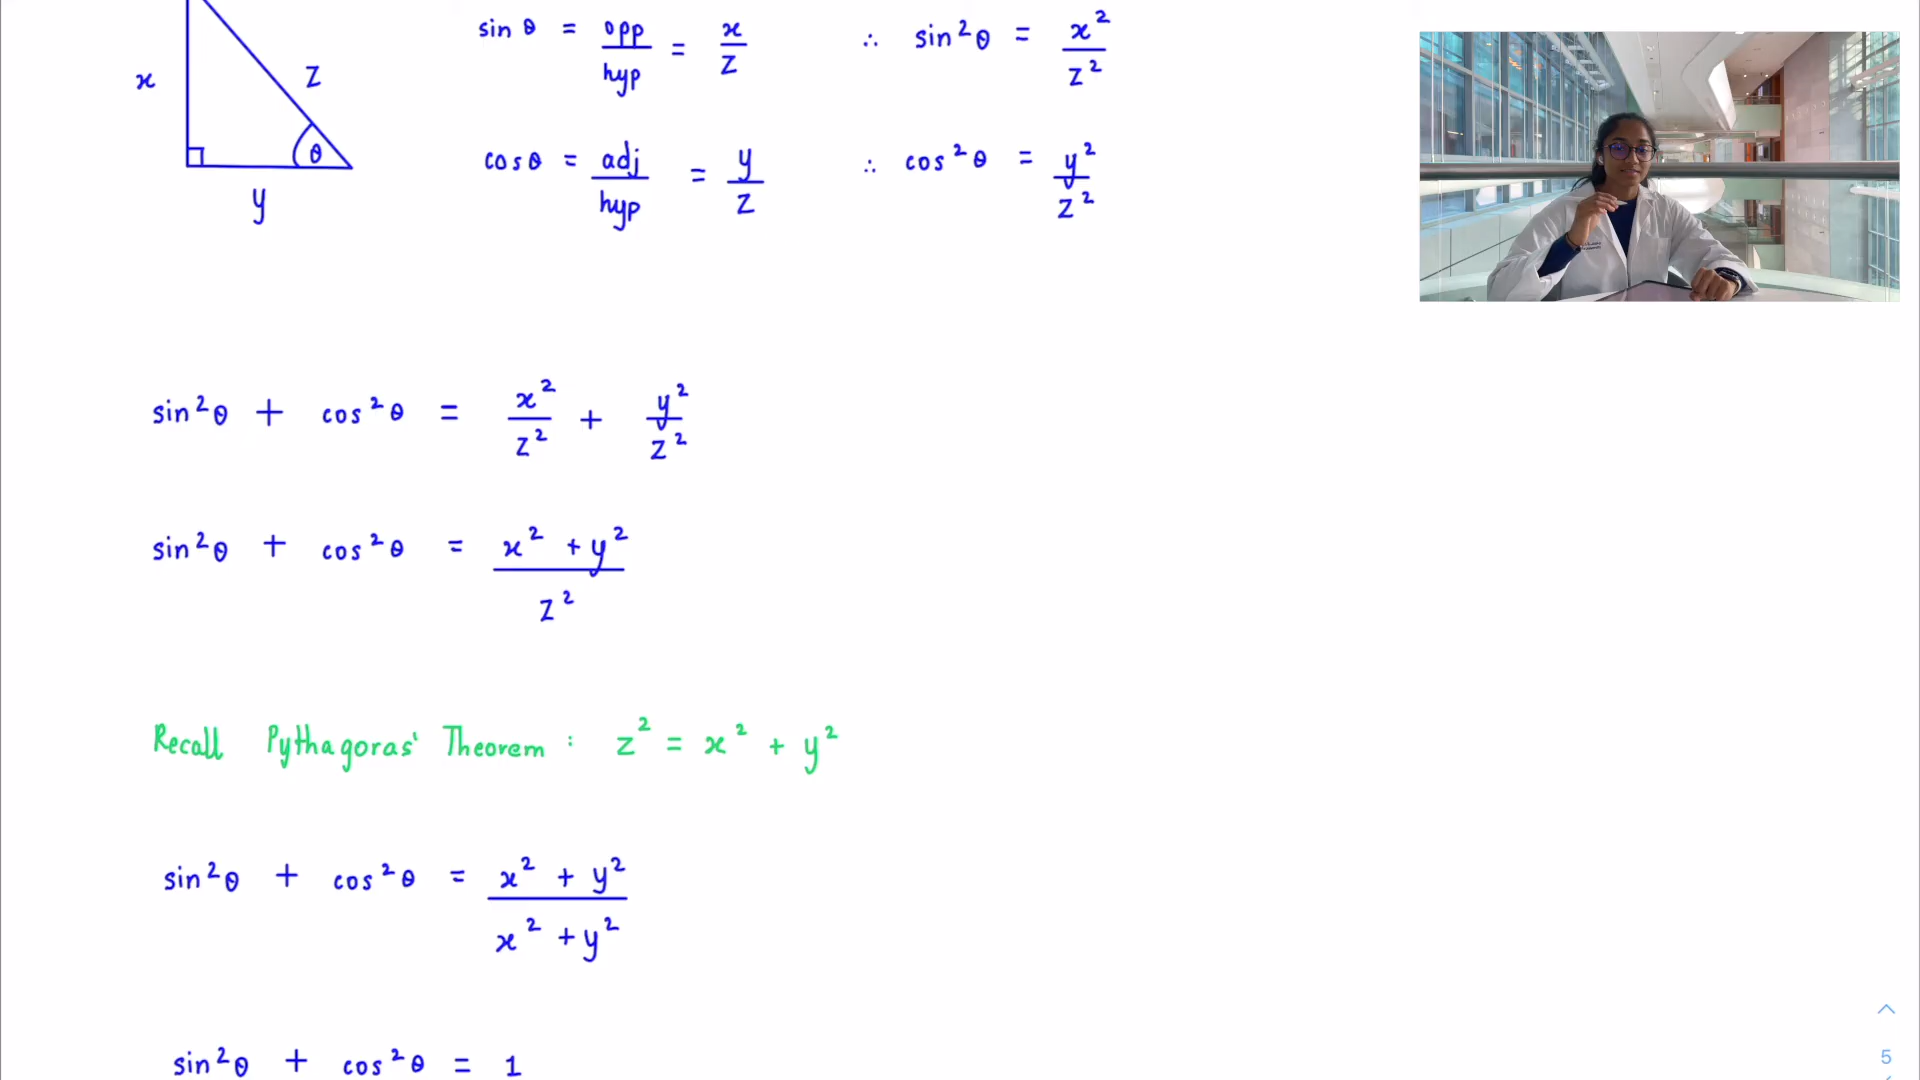 x
z
θ
y
sin θ = opp/hyp = x/z
∴ sin²θ = x²/z²
cosθ = adj/hyp = y/z
∴ cos²θ = y²/z²
sin²θ + cos²θ = x²/z² + y²/z²
sin²θ + cos²θ = (x² + y²)/z²
Recall Pythagoras' Theorem : z² = x² + y²
sin²θ + cos²θ = (x² + y²)/(x² + y²)
sin²θ + cos²θ = 1
5